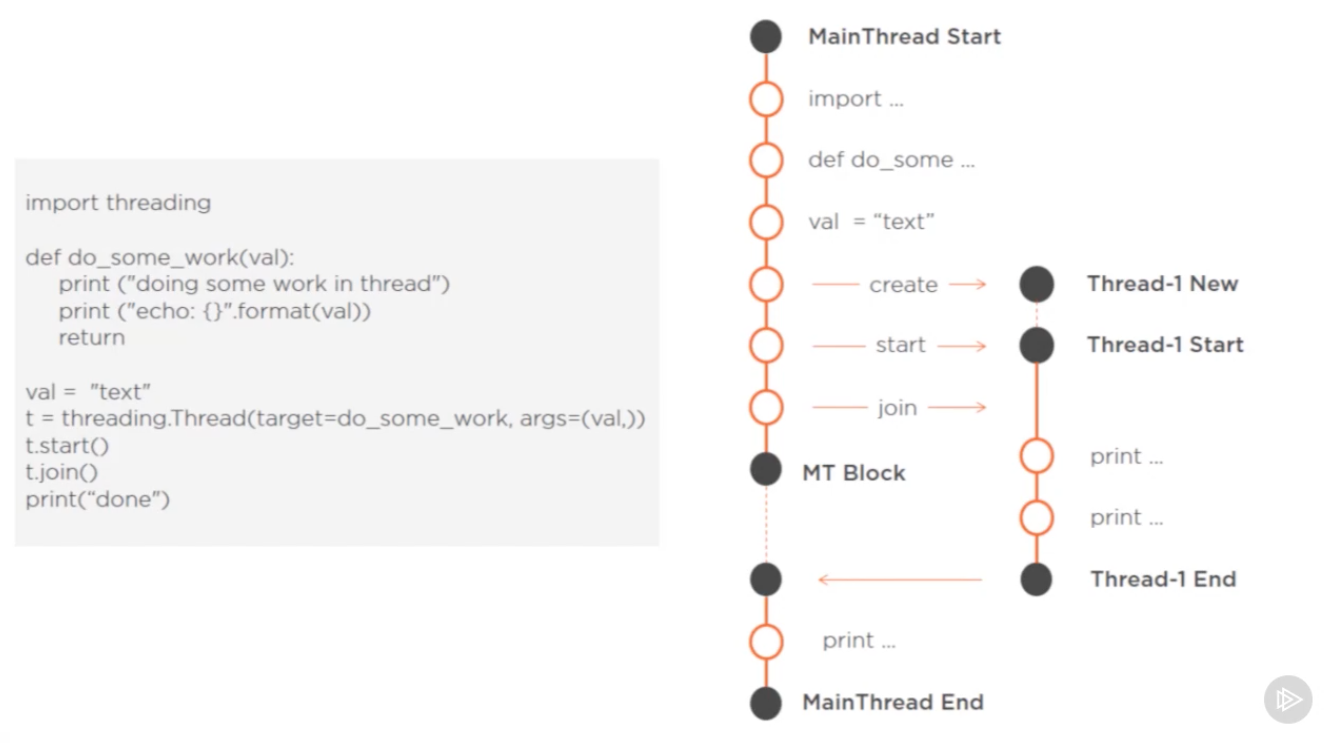 import threading
def do_some_work(val):
print ("doing some work in thread")
print ("echo: {}".format(val))
return
val = "text"
t = threading.Thread(target=do_some_work, args=(val,))
t.start()
t.join()
print(“done")
MainThread Start
import ...
def do_some ...
val = “text”
create
Thread-1 New
start
Thread-1 Start
join
MT Block
print ...
print ...
Thread-1 End
print ...
MainThread End